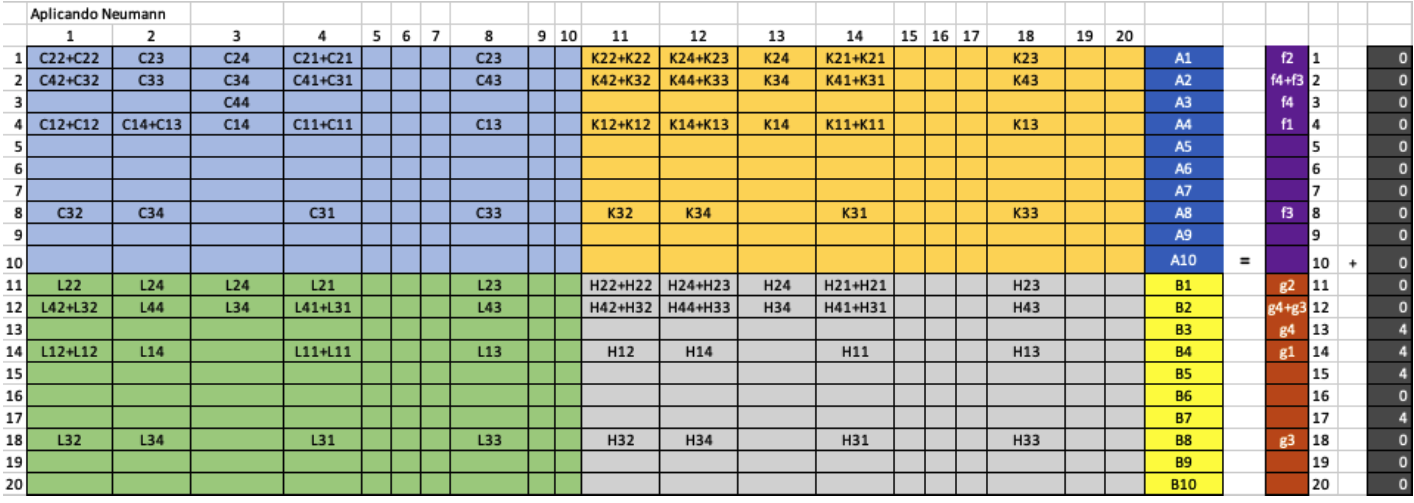 Aplicando Neumann
1 2 3 4 5 6 7 8 9 10 11 12 13 14 15 16 17 18 19 20
1 C22+C22 C23 C24 C21+C21 C23 K22+K22 K24+K23 K24 K21+K21 K23 A1 f2 1 0
2 C42+C32 C33 C34 C41+C31 C43 K42+K32 K44+K33 K34 K41+K31 K43 A2 f4+f3 2 0
3 C44 A3 f4 3 0
4 C12+C12 C14+C13 C14 C11+C11 C13 K12+K12 K14+K13 K14 K11+K11 K13 A4 f1 4 0
5 A5 5 0
6 A6 6 0
7 A7 7 0
8 C32 C34 C31 C33 K32 K34 K31 K33 A8 f3 8 0
9 A9 9 0
10 A10 = 10 + 0
11 L22 L24 L24 L21 L23 H22+H22 H24+H23 H24 H21+H21 H23 B1 g2 11 0
12 L42+L32 L44 L34 L41+L31 L43 H42+H32 H44+H33 H34 H41+H31 H43 B2 g4+g3 12 0
13 B3 g4 13 4
14 L12+L12 L14 L11+L11 L13 H12 H14 H11 H13 B4 g1 14 4
15 B5 15 4
16 B6 16 0
17 B7 17 4
18 L32 L34 L31 L33 H32 H34 H31 H33 B8 g3 18 0
19 B9 19 0
20 B10 20 0